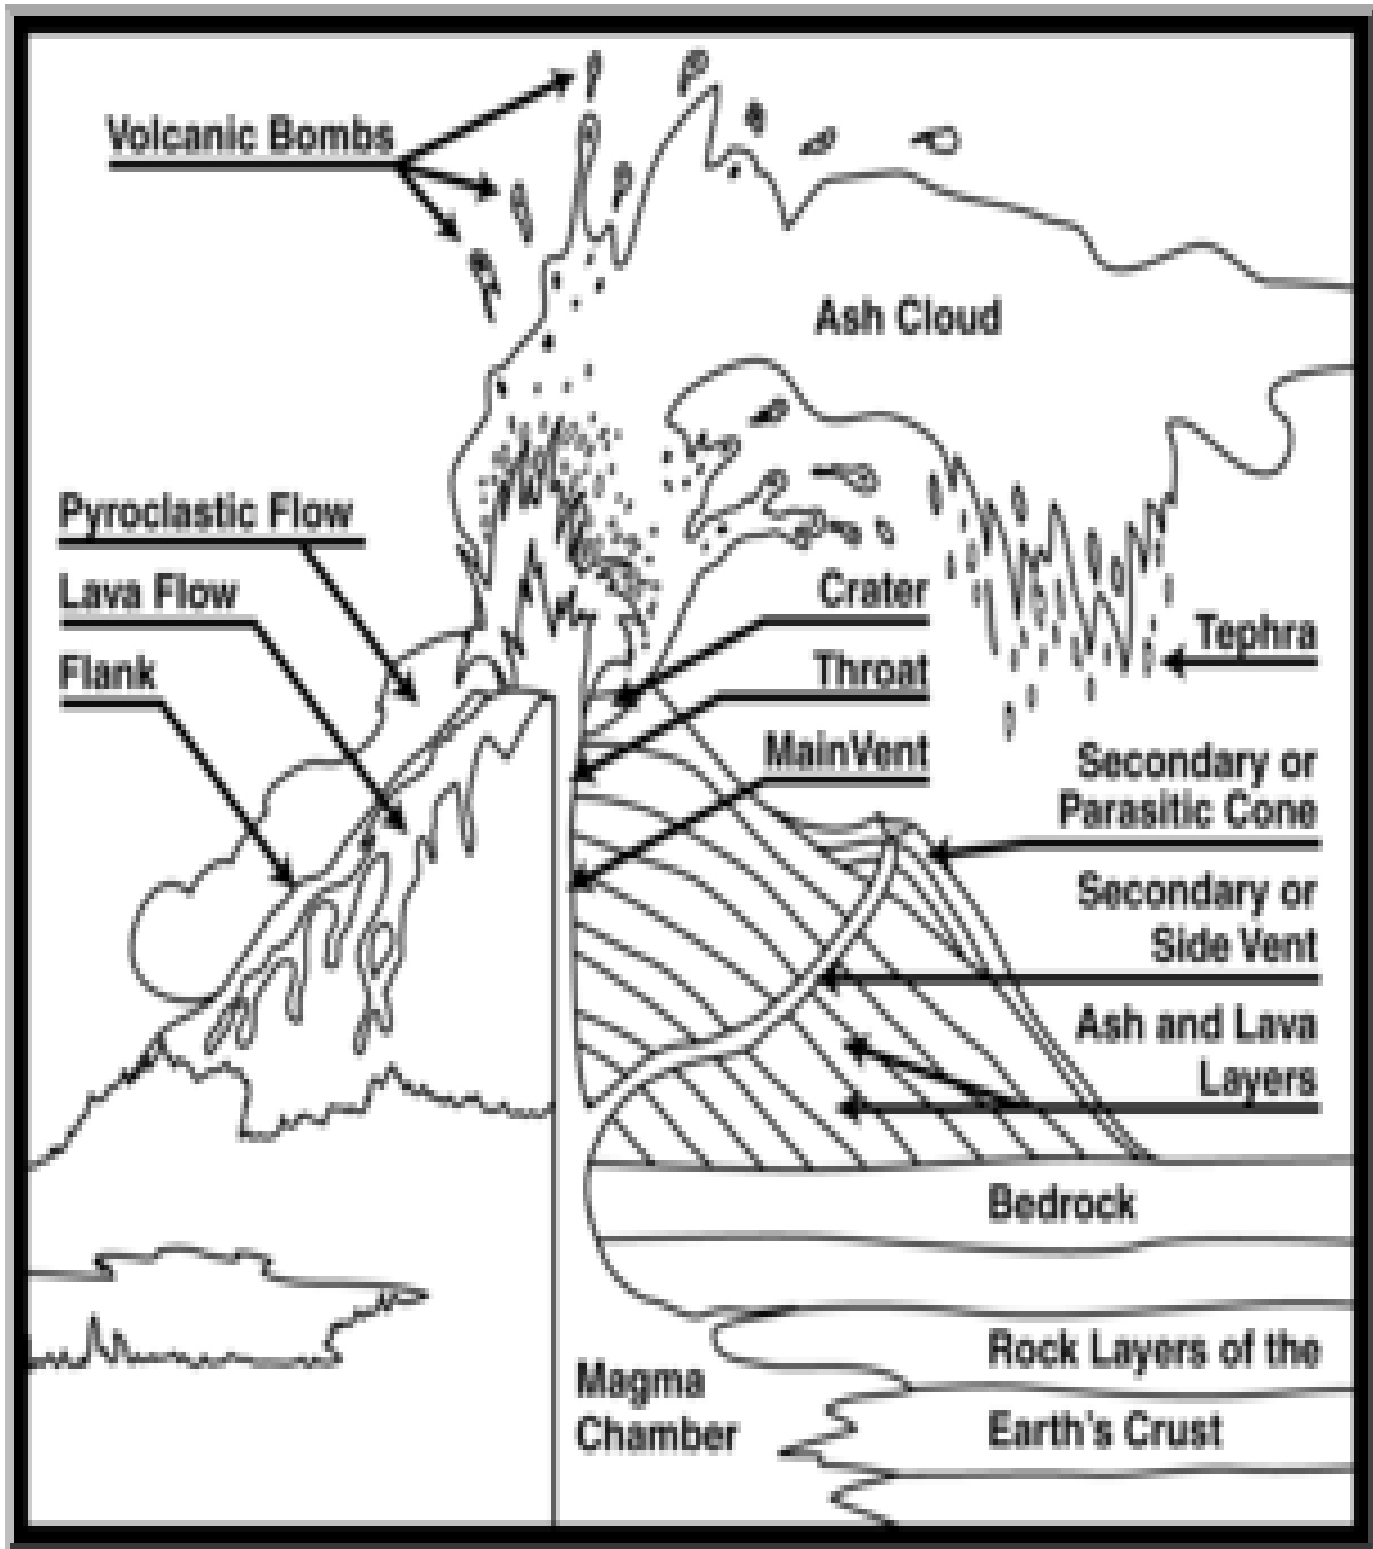 Volcanic Bombs
Ash Cloud
Pyroclastic Flow
Lava Flow
Flank
Crater
Throat
MainVent
Tephra
Secondary or
Parasitic Cone
Secondary or
Side Vent
Ash and Lava
Layers
Bedrock
Rock Layers of the
Earth's Crust
Magma
Chamber